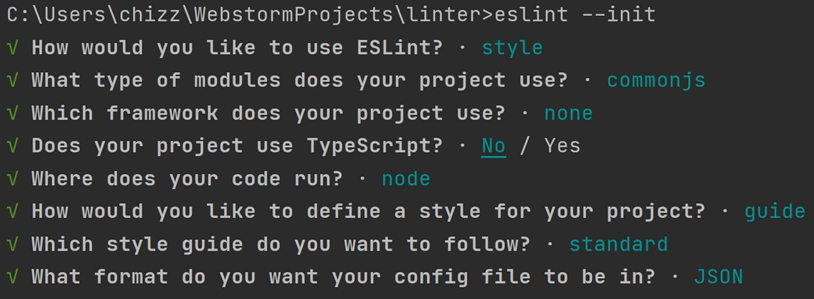 C:\Users\chizz\WebstormProjects\linter>eslint --init
√ How would you like to use ESLint? · style
√ What type of modules does your project use? · commonjs
√ Which framework does your project use? · none
√ Does your project use TypeScript? · No / Yes
√ Where does your code run? · node
√ How would you like to define a style for your project? · guide
√ Which style guide do you want to follow? · standard
√ What format do you want your config file to be in? · JSON